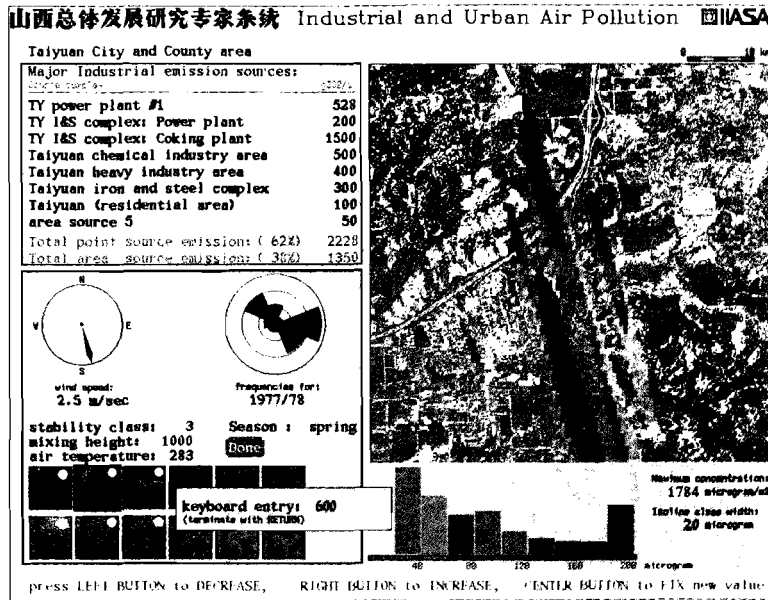 山西总体发展研究专家系统 Industrial and Urban Air Pollution IIASA
Taiyuan City and County area
0 10 km
Major Industrial emission sources:
TY power plant #1 528
TY I&S complex: Power plant 200
TY I&S complex: Coking plant 1500
Taiyuan chemical industry area 500
Taiyuan heavy industry area 400
Taiyuan iron and steel complex 300
Taiyuan (residential area) 100
area source 5 50
Total point source emission: ( 62%) 2228
Total area source emission: ( 38%) 1350
N
W E
S
wind speed:
2.5 m/sec
frequencies for:
1977/78
stability class: 3 Season : spring
mixing height: 1000
air temperature: 283
Done
keyboard entry: 600
(terminate with RETURN)
Maximum concentration:
1784 microgram/m3
Isoline class width:
20 microgram
40 80 120 160 200 microgram
press LEFT BUTTON to DECREASE, RIGHT BUTTON to INCREASE, CENTER BUTTON to FIX new value